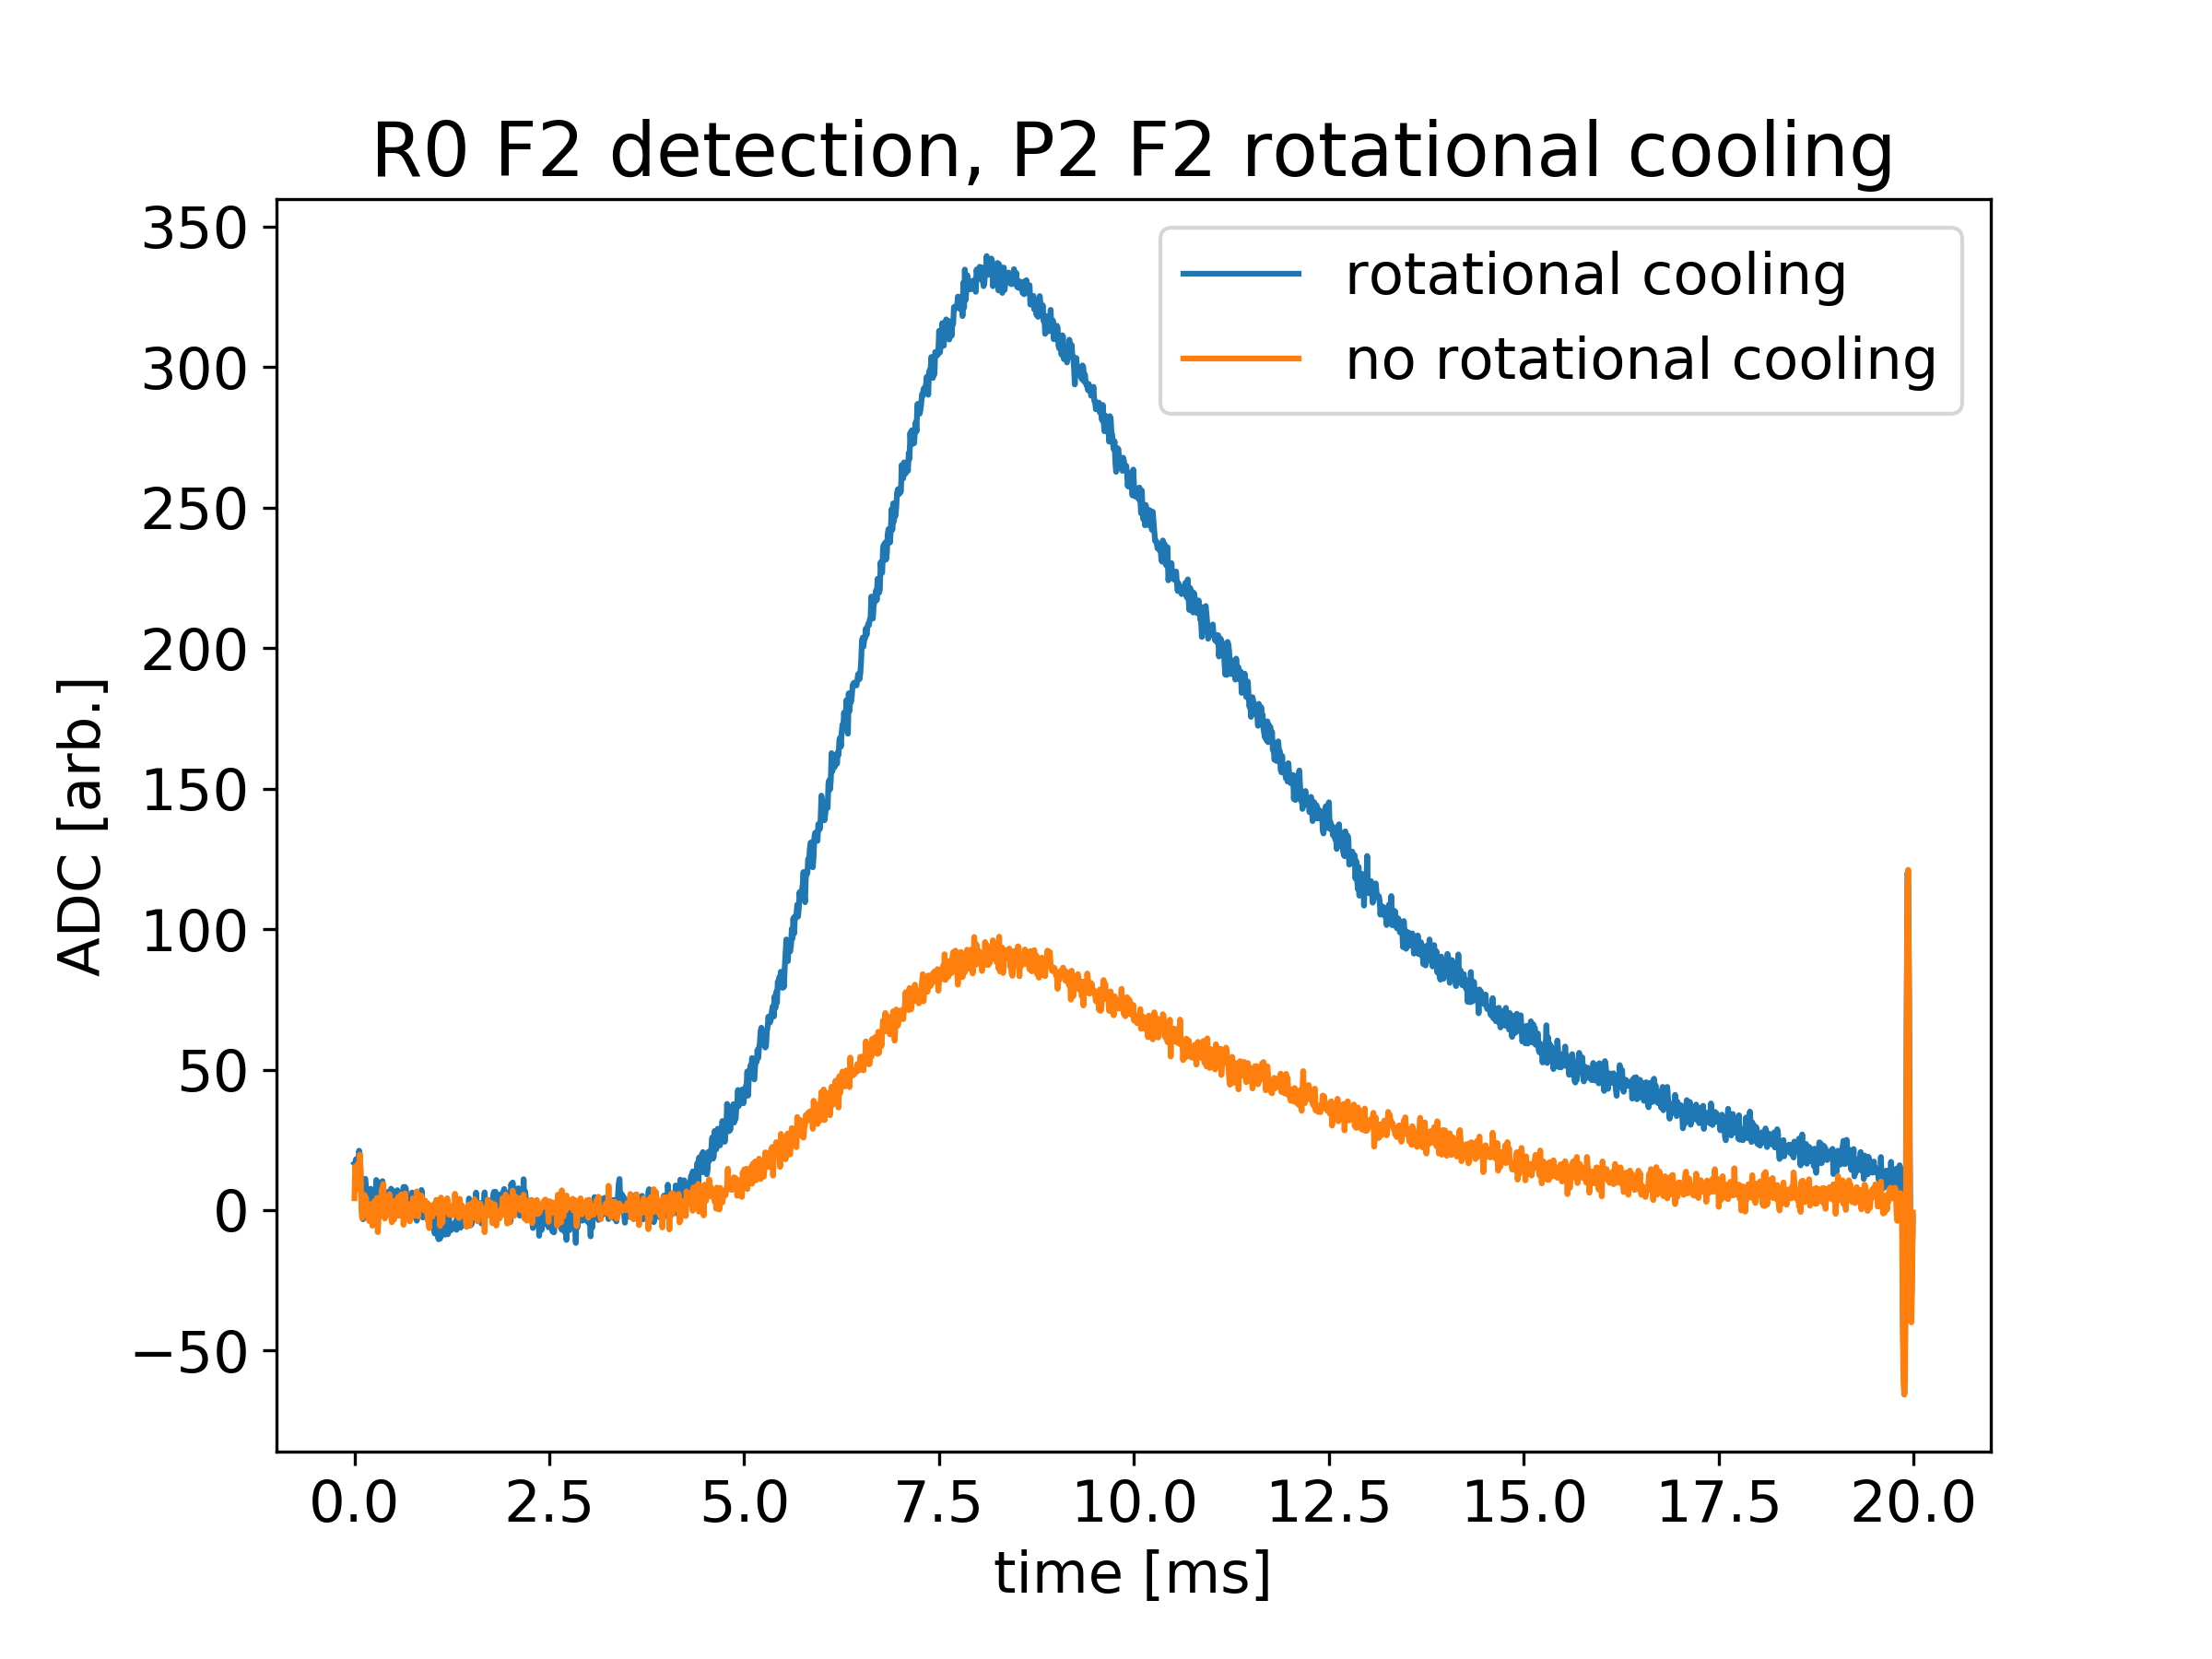 R0 F2 detection, P2 F2 rotational cooling
rotational cooling
no rotational cooling
ADC [arb.]
350
300
250
200
150
100
50
0
−50
0.0 2.5 5.0 7.5 10.0 12.5 15.0 17.5 20.0
time [ms]